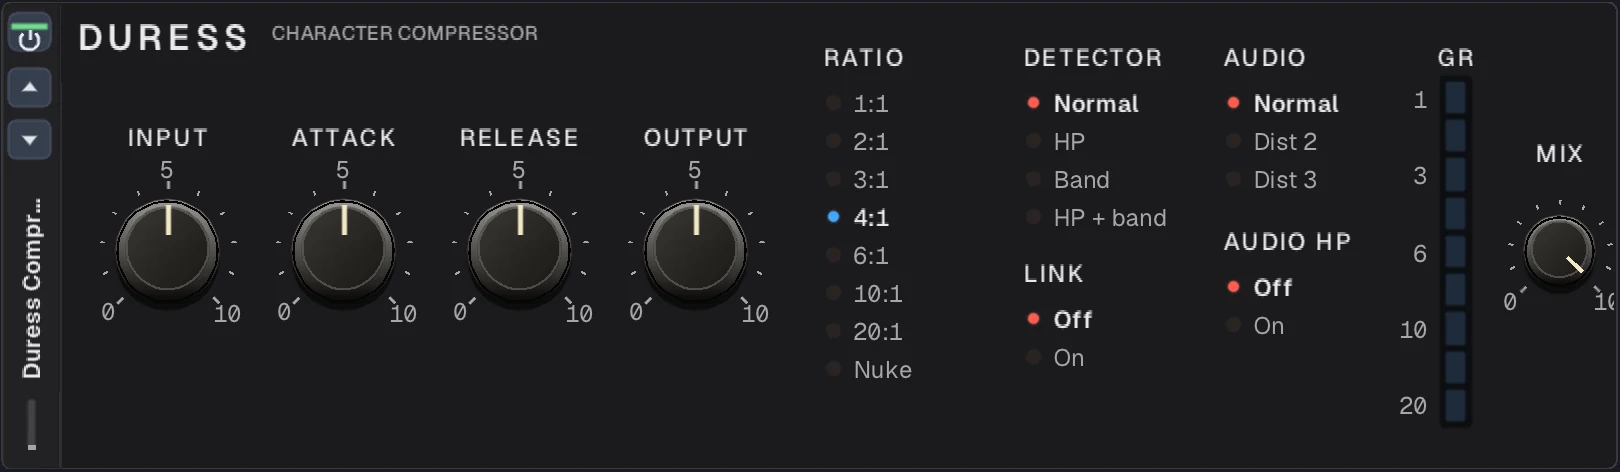 DURESS CHARACTER COMPRESSOR
INPUT
5
0 10
ATTACK
5
0 10
RELEASE
5
0 10
OUTPUT
5
0 10
RATIO
1:1
2:1
3:1
4:1
6:1
10:1
20:1
Nuke
DETECTOR
Normal
HP
Band
HP + band
LINK
Off
On
AUDIO
Normal
Dist 2
Dist 3
AUDIO HP
Off
On
GR
1
3
6
10
20
MIX
0 10
Duress Compr...